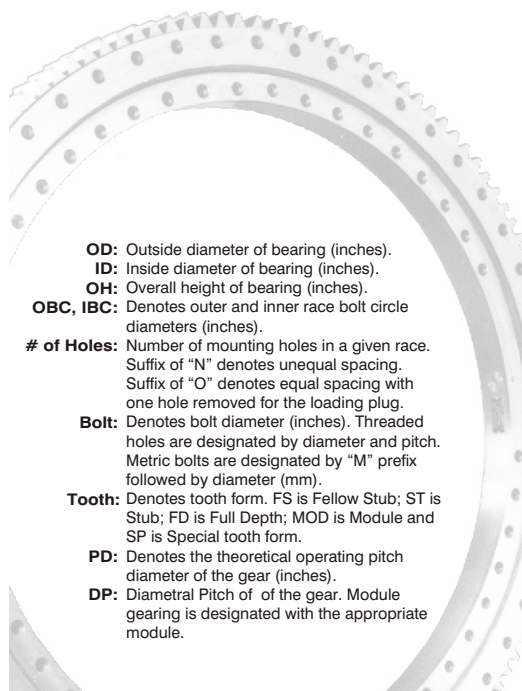 OD: Outside diameter of bearing (inches).
ID: Inside diameter of bearing (inches).
OH: Overall height of bearing (inches).
OBC, IBC: Denotes outer and inner race bolt circle
diameters (inches).
# of Holes: Number of mounting holes in a given race.
Suffix of “N” denotes unequal spacing.
Suffix of “O” denotes equal spacing with
one hole removed for the loading plug.
Bolt: Denotes bolt diameter (inches). Threaded
holes are designated by diameter and pitch.
Metric bolts are designated by “M” prefix
followed by diameter (mm).
Tooth: Denotes tooth form. FS is Fellow Stub; ST is
Stub; FD is Full Depth; MOD is Module and
SP is Special tooth form.
PD: Denotes the theoretical operating pitch
diameter of the gear (inches).
DP: Diametral Pitch of  of the gear. Module
gearing is designated with the appropriate
module.